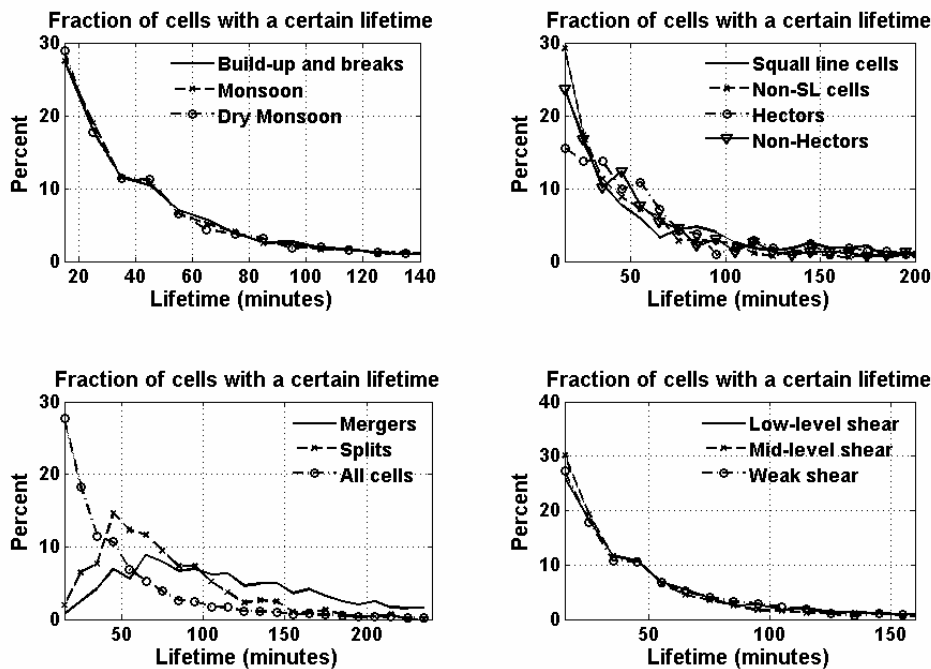 Fraction of cells with a certain lifetime
30
20
10
0
Percent
Build-up and breaks
Monsoon
Dry Monsoon
20 40 60 80 100 120 140
Lifetime (minutes)
Fraction of cells with a certain lifetime
30
20
10
0
Percent
Squall line cells
Non-SL cells
Hectors
Non-Hectors
50 100 150 200
Lifetime (minutes)
Fraction of cells with a certain lifetime
30
20
10
0
Percent
Mergers
Splits
All cells
50 100 150 200
Lifetime (minutes)
Fraction of cells with a certain lifetime
40
30
20
10
0
Percent
Low-level shear
Mid-level shear
Weak shear
50 100 150
Lifetime (minutes)